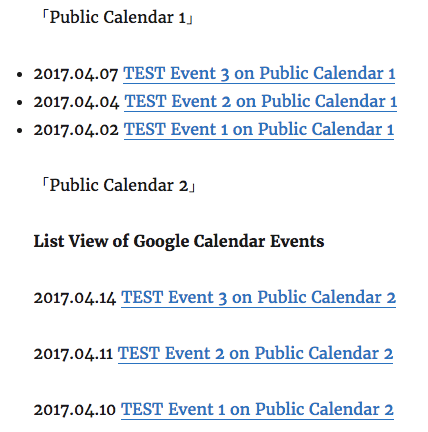 「Public Calendar 1」
• 2017.04.07 TEST Event 3 on Public Calendar 1
• 2017.04.04 TEST Event 2 on Public Calendar 1
• 2017.04.02 TEST Event 1 on Public Calendar 1
「Public Calendar 2」
List View of Google Calendar Events
2017.04.14 TEST Event 3 on Public Calendar 2
2017.04.11 TEST Event 2 on Public Calendar 2
2017.04.10 TEST Event 1 on Public Calendar 2